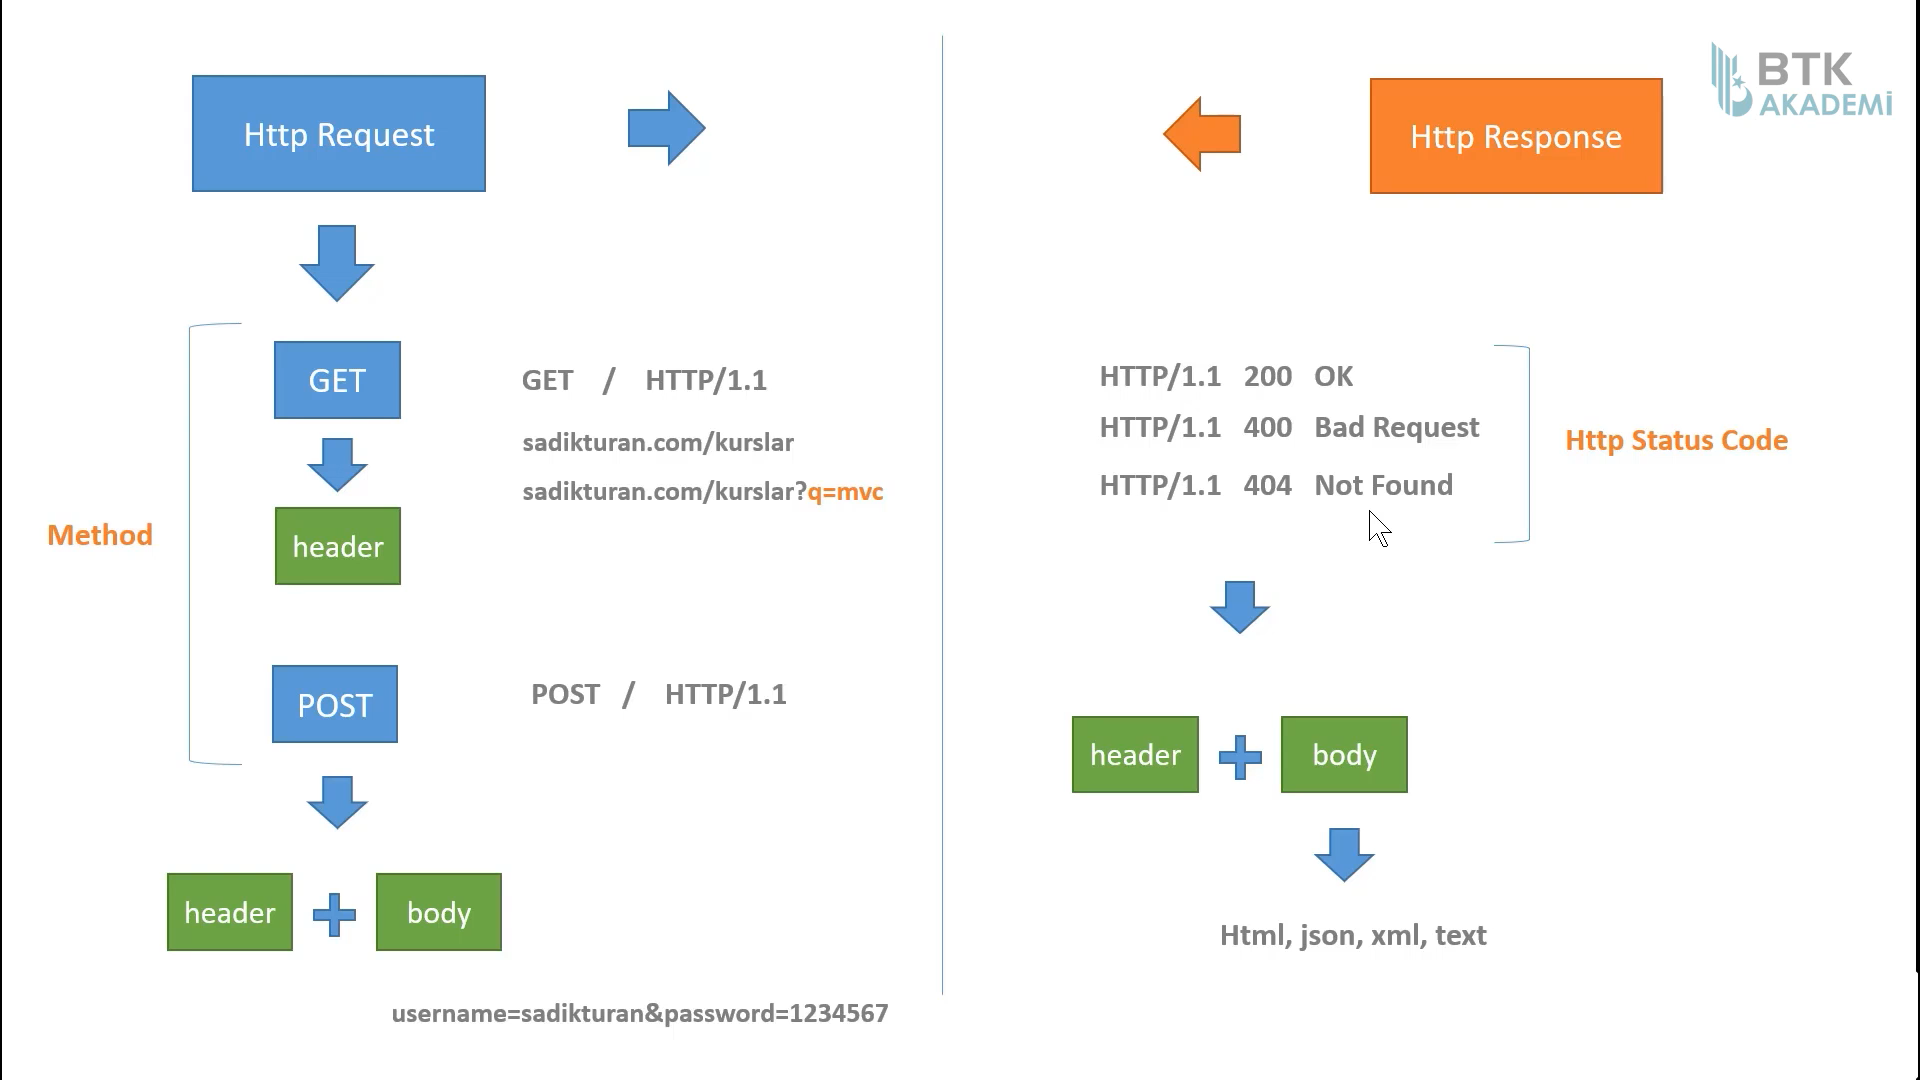 Http Request
GET
GET / HTTP/1.1
sadikturan.com/kurslar
sadikturan.com/kurslar?q=mvc
Method
header
POST
POST / HTTP/1.1
header
body
username=sadikturan&password=1234567
BTK
AKADEMİ
Http Response
HTTP/1.1 200 OK
HTTP/1.1 400 Bad Request
HTTP/1.1 404 Not Found
Http Status Code
header
body
Html, json, xml, text